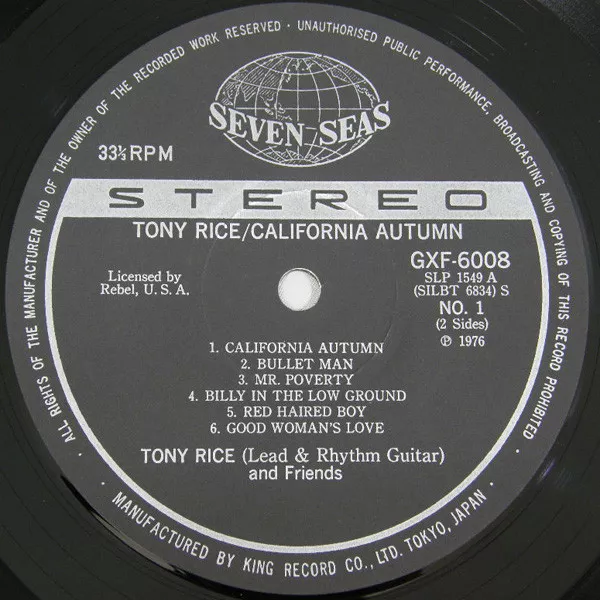 ALL RIGHTS OF THE MANUFACTURER AND OF THE OWNER OF THE RECORDED WORK RESERVED · UNAUTHORISED PUBLIC PERFORMANCE, BROADCASTING AND COPYING OF THIS RECORD PROHIBITED ·
SEVEN SEAS
33⅓ RPM
STEREO
TONY RICE/CALIFORNIA AUTUMN
Licensed by
Rebel, U. S. A.
GXF-6008
SLP 1549 A
(SILBT 6834) S
NO. 1
(2 Sides)
℗ 1976
1. CALIFORNIA AUTUMN
2. BULLET MAN
3. MR. POVERTY
4. BILLY IN THE LOW GROUND
5. RED HAIRED BOY
6. GOOD WOMAN'S LOVE
TONY RICE (Lead & Rhythm Guitar)
and Friends
· MANUFACTURED BY KING RECORD CO., LTD. TOKYO, JAPAN ·